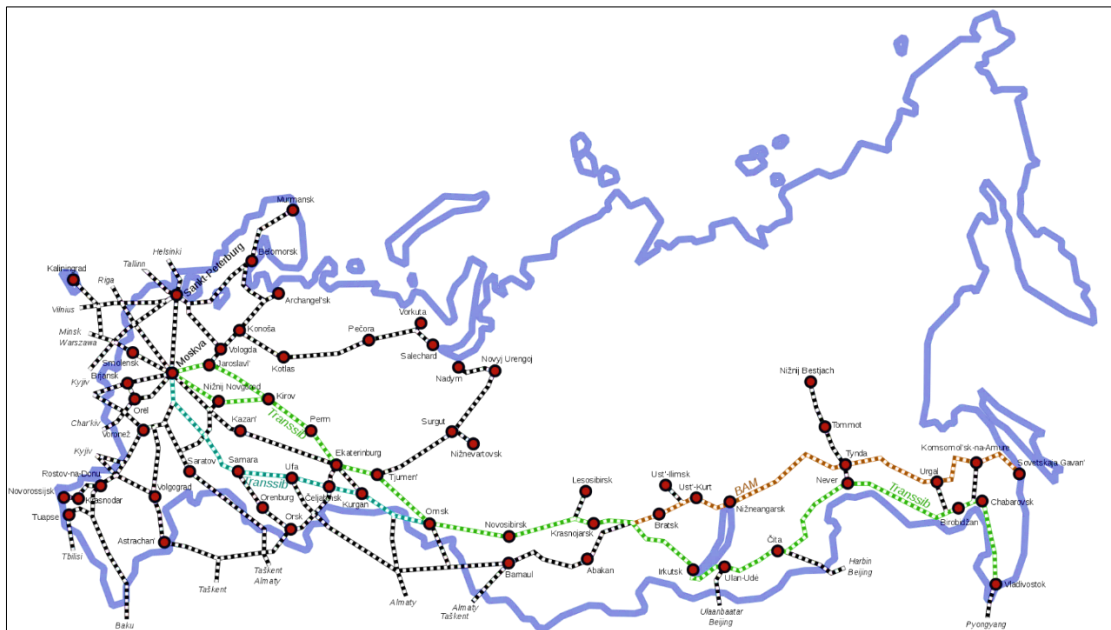 Murmansk
Helsinki
Sankt-Peterburg
Belomorsk
Tallinn
Kaliningrad
Riga
Archangel'sk
Vilnius
Vorkuta
Konoša
Pečora
Minsk
Warszawa
Moskva
Vologda
Salechard
Novyj Urengoj
Smolensk
Jaroslavl'
Kotlas
Nadym
Brjansk
Kyjiv
Nižnij Novgorod
Kirov
Nižnij Bestjach
Orel
Kazan'
Transsib
Perm
Surgut
Char'kiv
Voronež
Nižnevartovsk
Tommot
Kyjiv
Ekaterinburg
Komsomol'sk-na-Amure
Saratov
Samara
Ufa
Tjumen'
Tynda
Sovetskaja Gavan'
Rostov-na-Donu
Transsib
Lesosibirsk
Ust'-Ilimsk
Ust'-Kurt
BAM
Never
Urgal
Transsib
Novorossijsk
Krasnodar
Volgograd
Orenburg
Čeljabinsk
Kurgan
Chabarovsk
Nižneangarsk
Tuapse
Orsk
Omsk
Novosibirsk
Krasnojarsk
Bratsk
Birobidžan
Astrachan'
Čita
Tbilisi
Taškent
Almaty
Barnaul
Abakan
Irkutsk
Ulan-Udė
Harbin
Beijing
Taškent
Vladivostok
Almaty
Almaty
Taškent
Ulaanbaatar
Beijing
Baku
Pyongyang